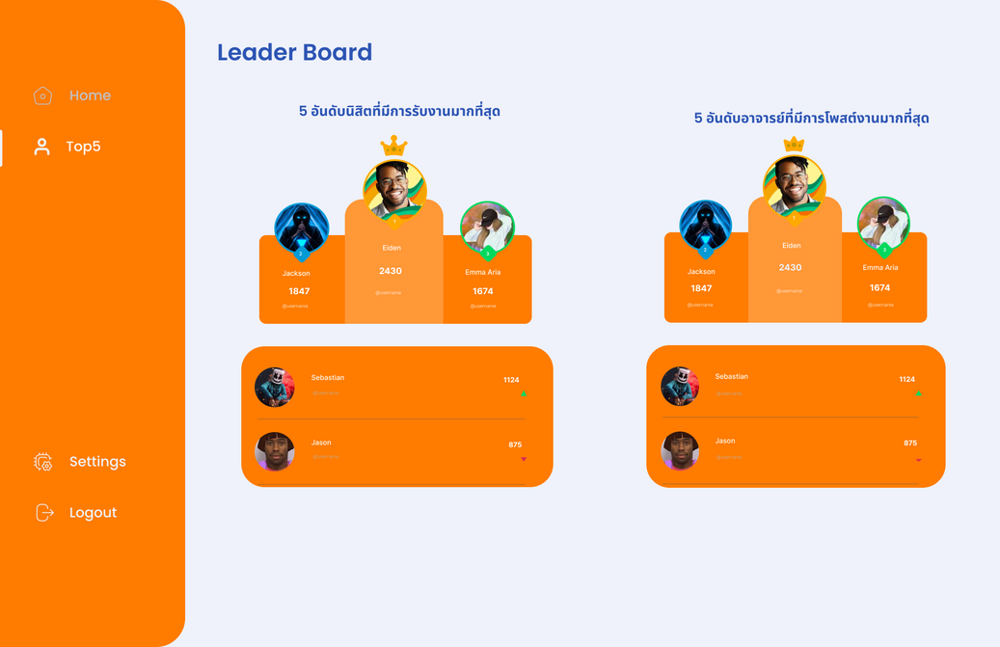 Leader Board
Home
Top5
Settings
Logout
5 อันดับนิสิตที่มีการรับงานมากที่สุด
1
Eiden
2430
@username
2
Jackson
1847
@username
3
Emma Aria
1674
@username
Sebastian
1124
@username
Jason
875
@username
5 อันดับอาจารย์ที่มีการโพสต์งานมากที่สุด
1
Eiden
2430
@username
2
Jackson
1847
@username
3
Emma Aria
1674
@username
Sebastian
1124
@username
Jason
875
@username